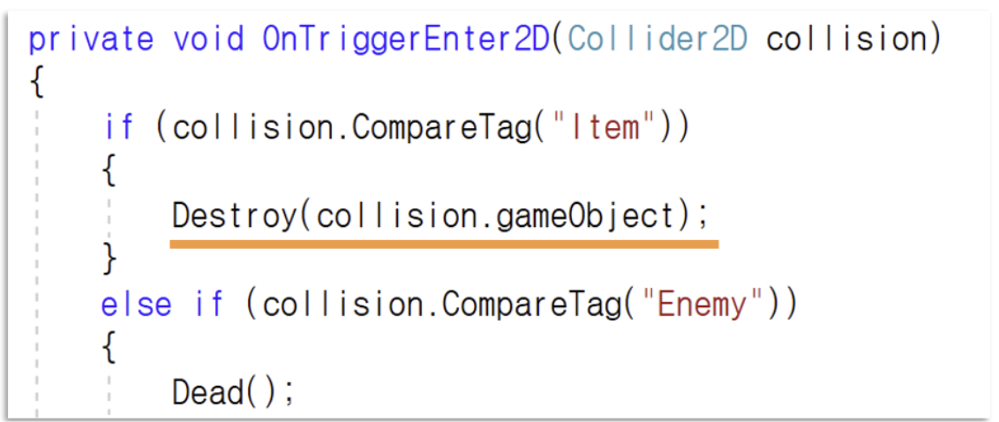 private void OnTriggerEnter2D(Collider2D collision)
{
if (collision.CompareTag("Item"))
{
Destroy(collision.gameObject);
}
else if (collision.CompareTag("Enemy"))
{
Dead();